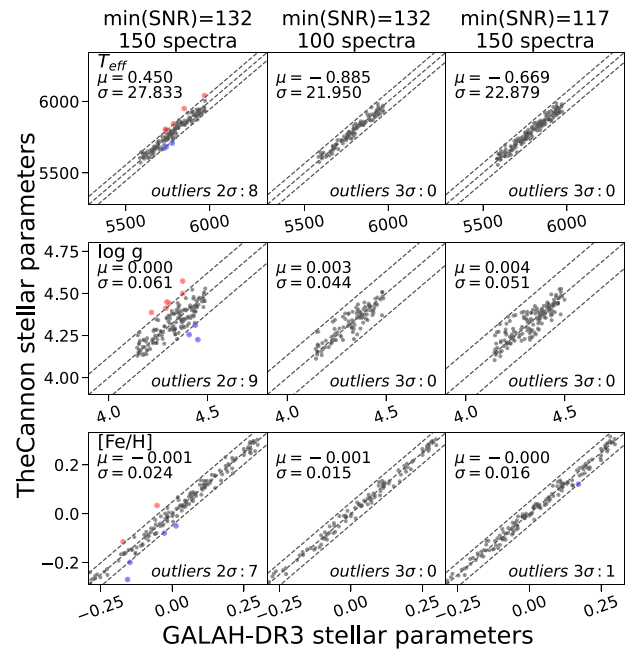 min(SNR)=132 min(SNR)=132 min(SNR)=117
150 spectra 100 spectra 150 spectra
TheCannon stellar parameters
T_eff
μ = 0.450
σ = 27.833
outliers 2σ: 8
μ = −0.885
σ = 21.950
outliers 3σ: 0
μ = −0.669
σ = 22.879
outliers 3σ: 0
6000
5500
5500 6000 5500 6000 5500 6000
log g
μ = 0.000
σ = 0.061
outliers 2σ: 9
μ = 0.003
σ = 0.044
outliers 3σ: 0
μ = 0.004
σ = 0.051
outliers 3σ: 0
4.75
4.50
4.25
4.00
4.0 4.5 4.0 4.5 4.0 4.5
[Fe/H]
μ = −0.001
σ = 0.024
outliers 2σ: 7
μ = −0.001
σ = 0.015
outliers 3σ: 0
μ = −0.000
σ = 0.016
outliers 3σ: 1
0.2
0.0
−0.2
−0.25 0.00 0.25 −0.25 0.00 0.25 −0.25 0.00 0.25
GALAH-DR3 stellar parameters